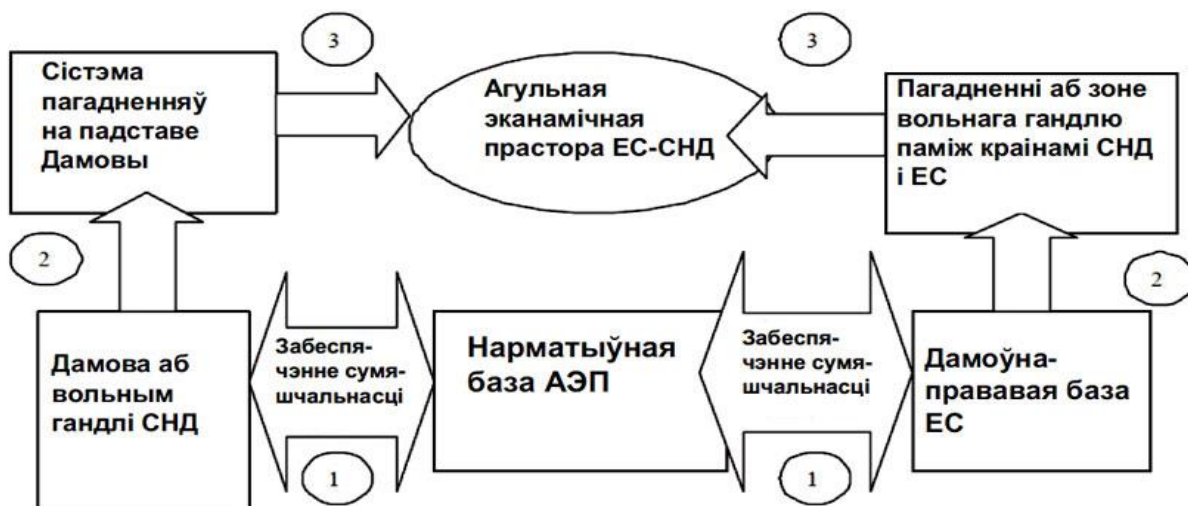 3
3
Сістэма
пагадненняў
на падставе
Дамовы
Агульная
эканамічная
прастора ЕС-СНД
Пагадненні аб зоне
вольнага гандлю
паміж краінамі СНД
і ЕС
2
2
Дамова аб
вольным
гандлі СНД
Забеспя-
чэнне сумя-
шчальнасці
Нарматыўная
база АЭП
Забеспя-
чэнне сумя-
шчальнасці
Дамоўна-
прававая база
ЕС
1
1